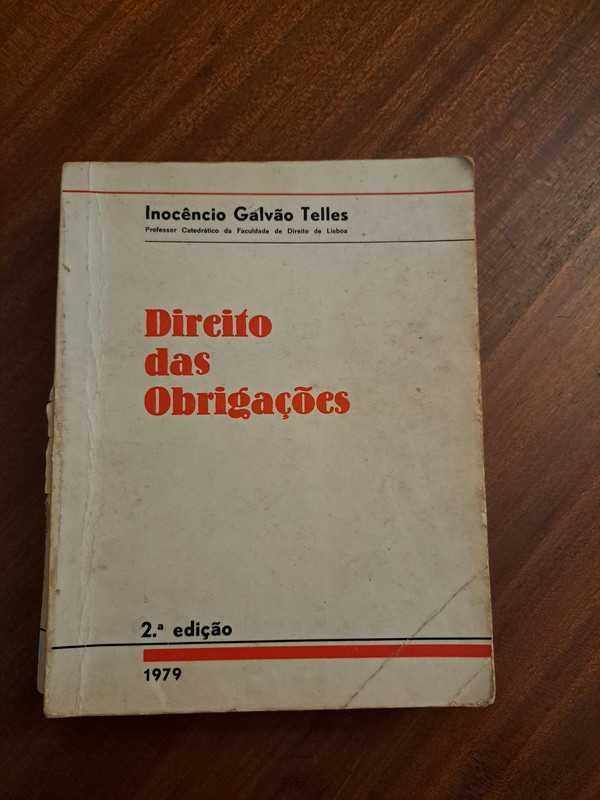 Inocêncio Galvão Telles
Professor Catedrático da Faculdade de Direito de Lisboa
Direito
das
Obrigações
2.ª edição
1979